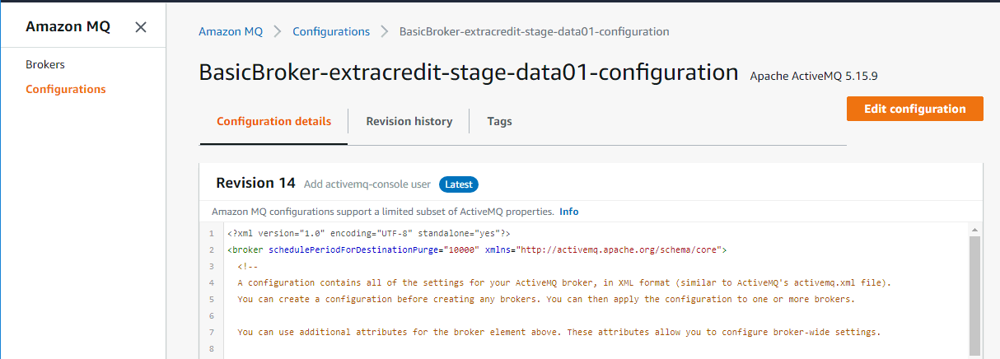 Amazon MQ
Brokers
Configurations
Amazon MQ > Configurations > BasicBroker-extracredit-stage-data01-configuration
BasicBroker-extracredit-stage-data01-configuration Apache ActiveMQ 5.15.9
Edit configuration
Configuration details Revision history Tags
Revision 14 Add activemq-console user Latest
Amazon MQ configurations support a limited subset of ActiveMQ properties. Info
1 <?xml version="1.0" encoding="UTF-8" standalone="yes"?>
2 <broker schedulePeriodForDestinationPurge="10000" xmlns="http://activemq.apache.org/schema/core">
3 <!--
4 A configuration contains all of the settings for your ActiveMQ broker, in XML format (similar to ActiveMQ's activemq.xml file).
5 You can create a configuration before creating any brokers. You can then apply the configuration to one or more brokers.
6
7 You can use additional attributes for the broker element above. These attributes allow you to configure broker-wide settings.
8